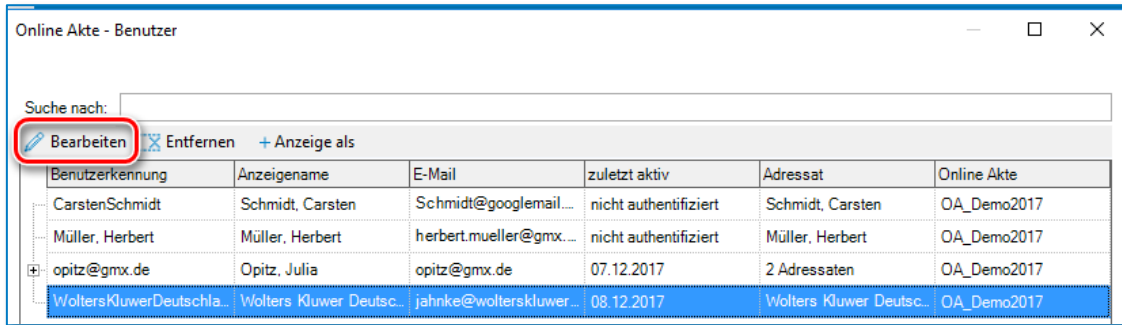 Online Akte - Benutzer
Suche nach:
Bearbeiten Entfernen + Anzeige als
Benutzerkennung Anzeigename E-Mail zuletzt aktiv Adressat Online Akte
CarstenSchmidt Schmidt, Carsten Schmidt@googlemail.... nicht authentifiziert Schmidt, Carsten OA_Demo2017
Müller, Herbert Müller, Herbert herbert.mueller@gmx.... nicht authentifiziert Müller, Herbert OA_Demo2017
opitz@gmx.de Opitz, Julia opitz@gmx.de 07.12.2017 2 Adressaten OA_Demo2017
WoltersKluwerDeutschla... Wolters Kluwer Deutsc... jahnke@wolterskluwer... 08.12.2017 Wolters Kluwer Deutsc... OA_Demo2017